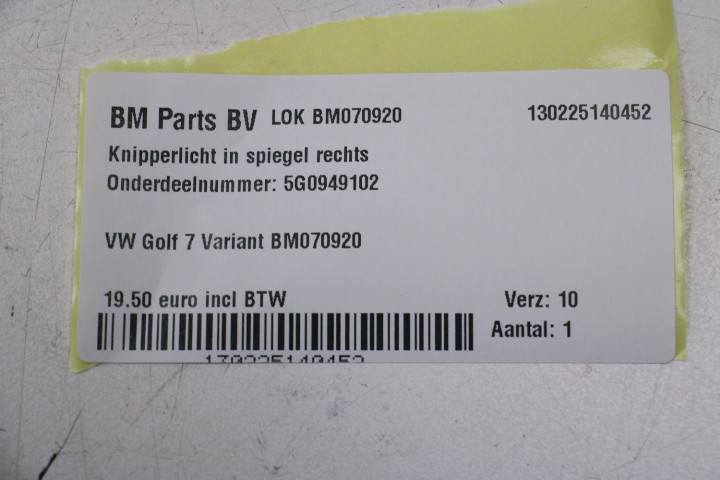 BM Parts BV LOK BM070920 130225140452
Knipperlicht in spiegel rechts
Onderdeelnummer: 5G0949102
VW Golf 7 Variant BM070920
19.50 euro incl BTW Verz: 10
Aantal: 1
130225140452